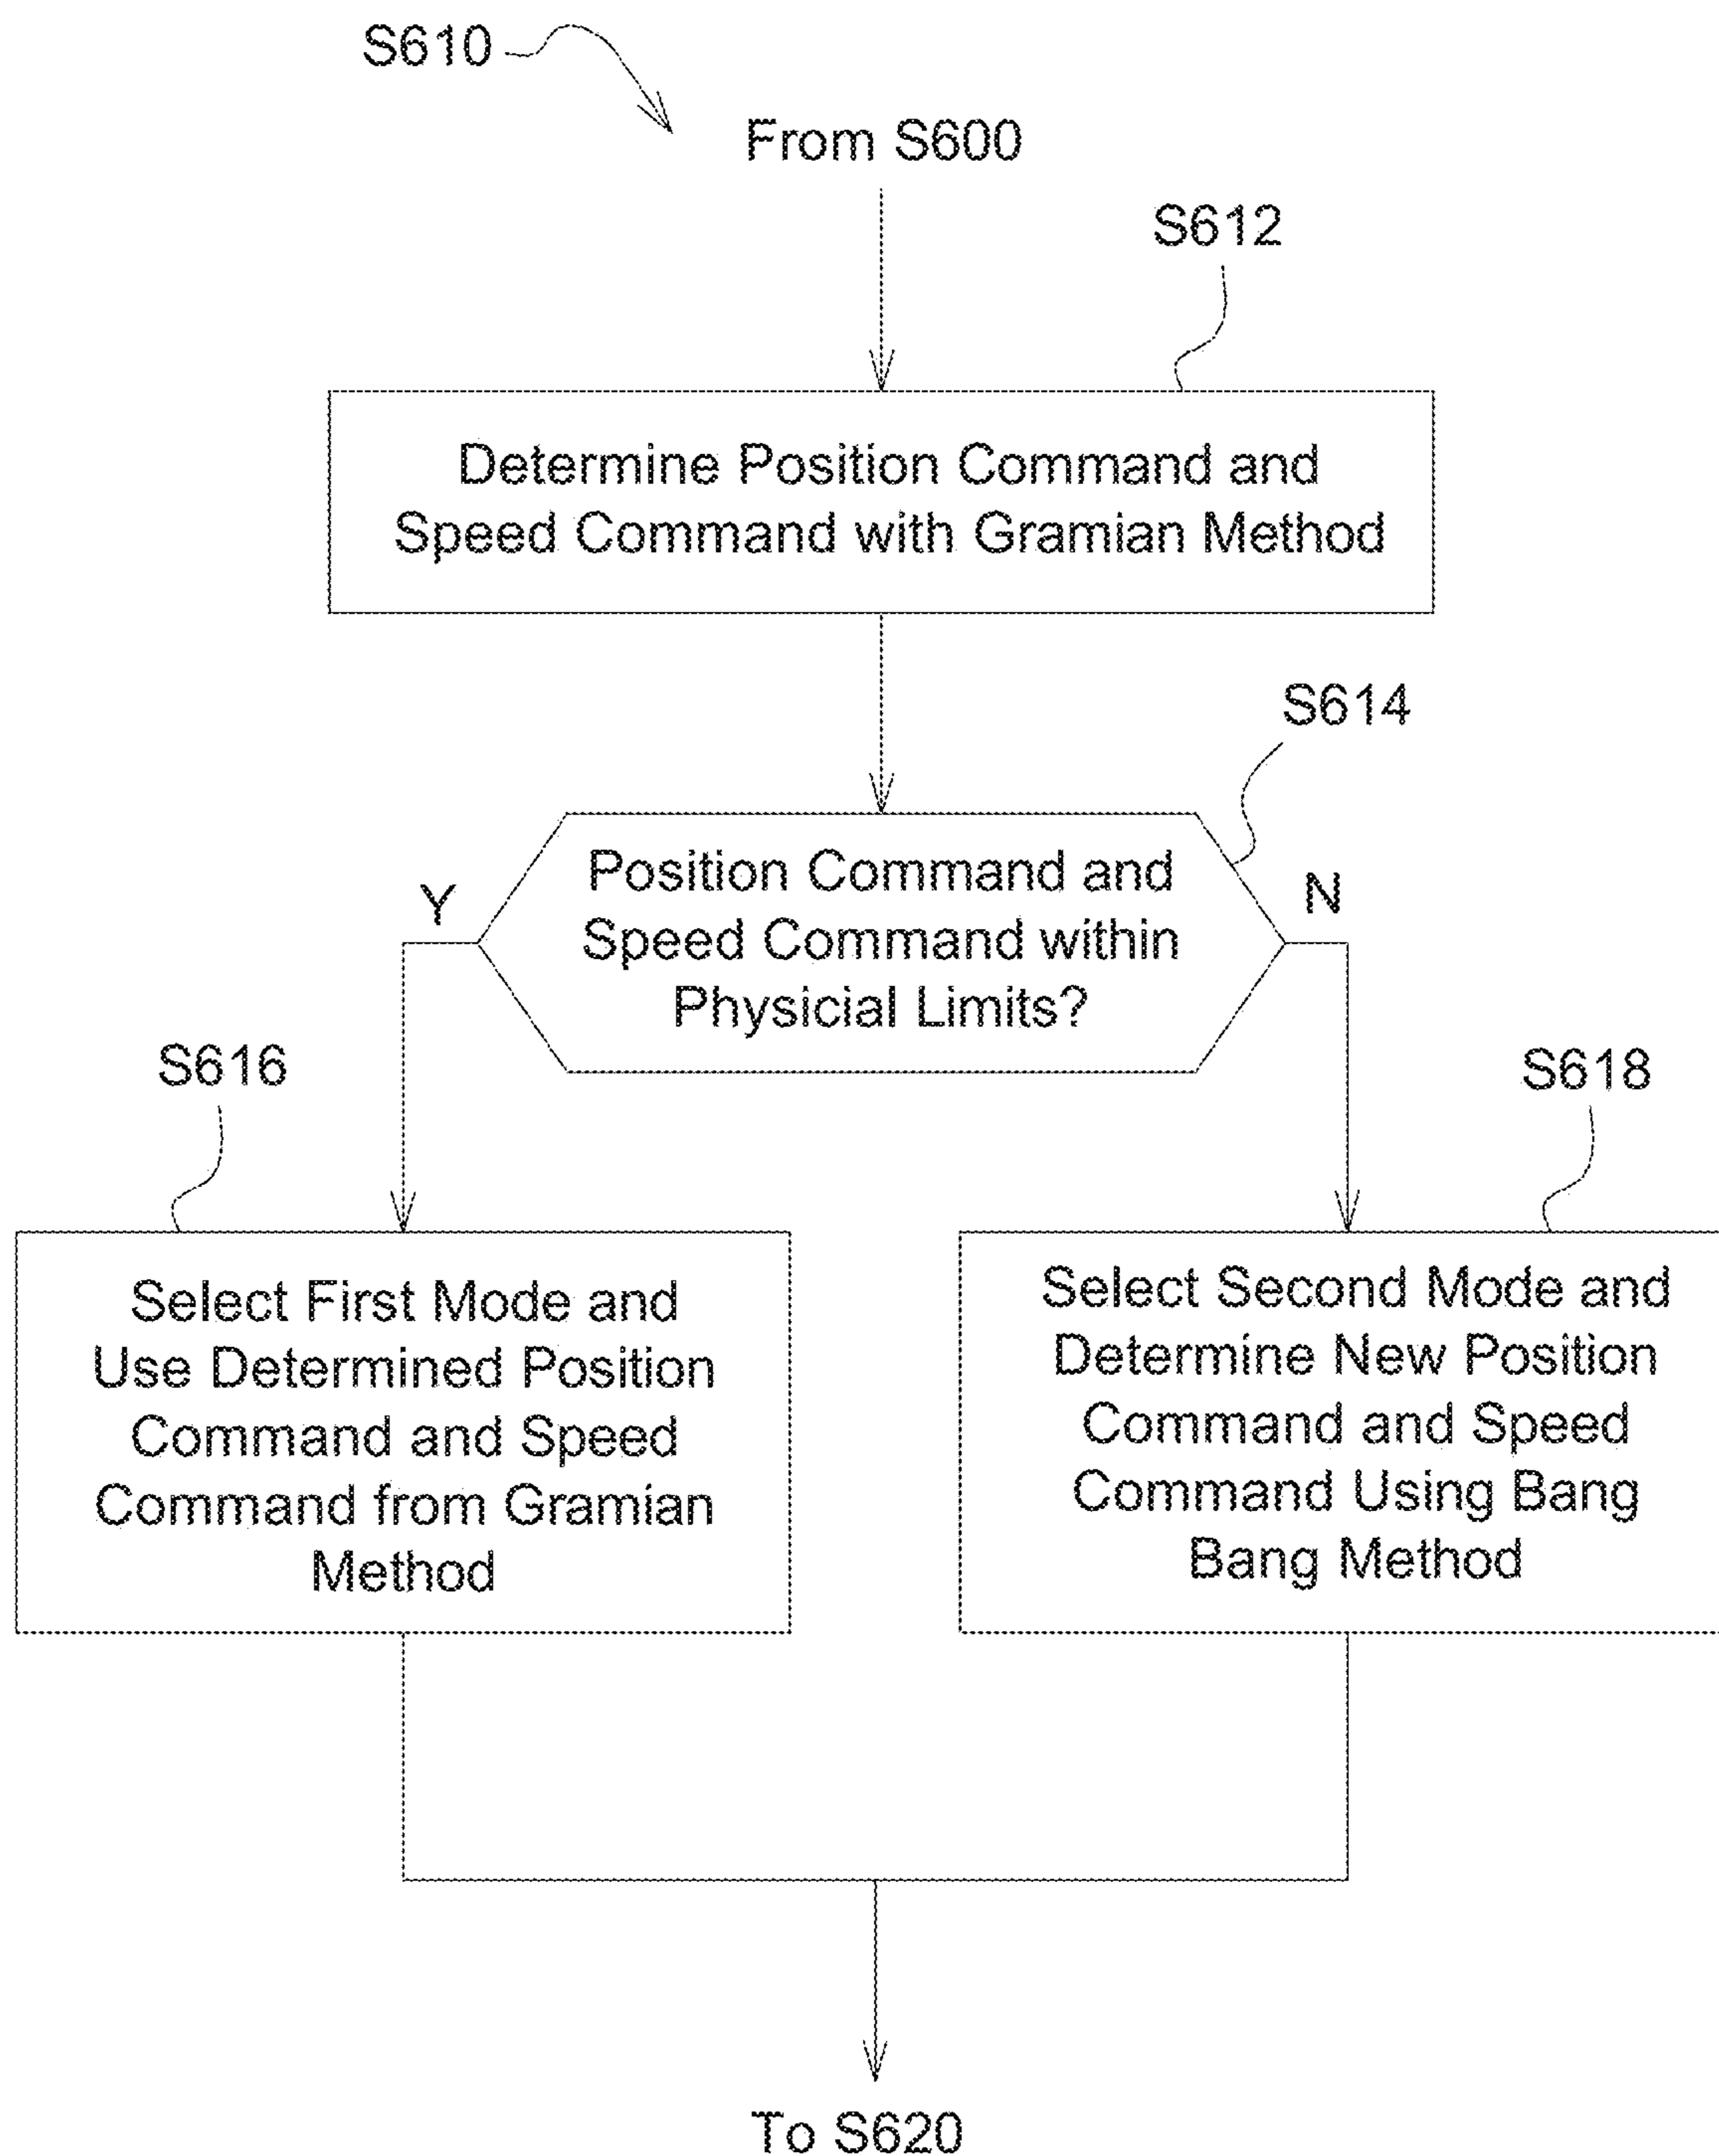 S610
From S600
S612
Determine Position Command and
Speed Command with Gramian Method
S614
Position Command and
Speed Command within
Physicial Limits?
Y
N
S616
S618
Select First Mode and
Use Determined Position
Command and Speed
Command from Gramian
Method
Select Second Mode and
Determine New Position
Command and Speed
Command Using Bang
Bang Method
To S620